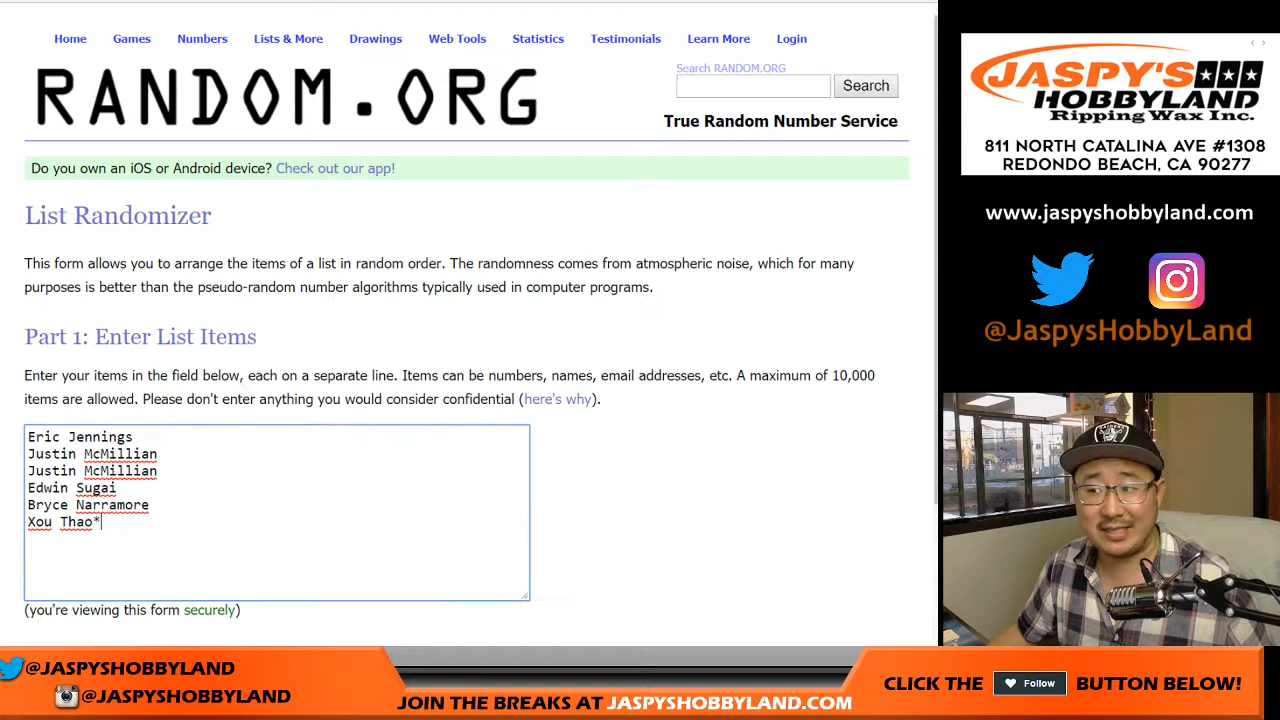 Home Games Numbers Lists & More Drawings Web Tools Statistics Testimonials Learn More Login
RANDOM.ORG
Search RANDOM.ORG
Search
True Random Number Service
Do you own an iOS or Android device? Check out our app!
List Randomizer
This form allows you to arrange the items of a list in random order. The randomness comes from atmospheric noise, which for many
purposes is better than the pseudo-random number algorithms typically used in computer programs.
Part 1: Enter List Items
Enter your items in the field below, each on a separate line. Items can be numbers, names, email addresses, etc. A maximum of 10,000
items are allowed. Please don't enter anything you would consider confidential (here's why).
Eric Jennings
Justin McMillian
Justin McMillian
Edwin Sugai
Bryce Narramore
Xou Thao*
(you're viewing this form securely)
JASPY'S
HOBBYLAND
Ripping Wax Inc.
811 NORTH CATALINA AVE #1308
REDONDO BEACH, CA 90277
www.jaspyshobbyland.com
@JaspysHobbyLand
@JASPYSHOBBYLAND
@JASPYSHOBBYLAND
JOIN THE BREAKS AT JASPYSHOBBYLAND.COM
CLICK THE Follow BUTTON BELOW!